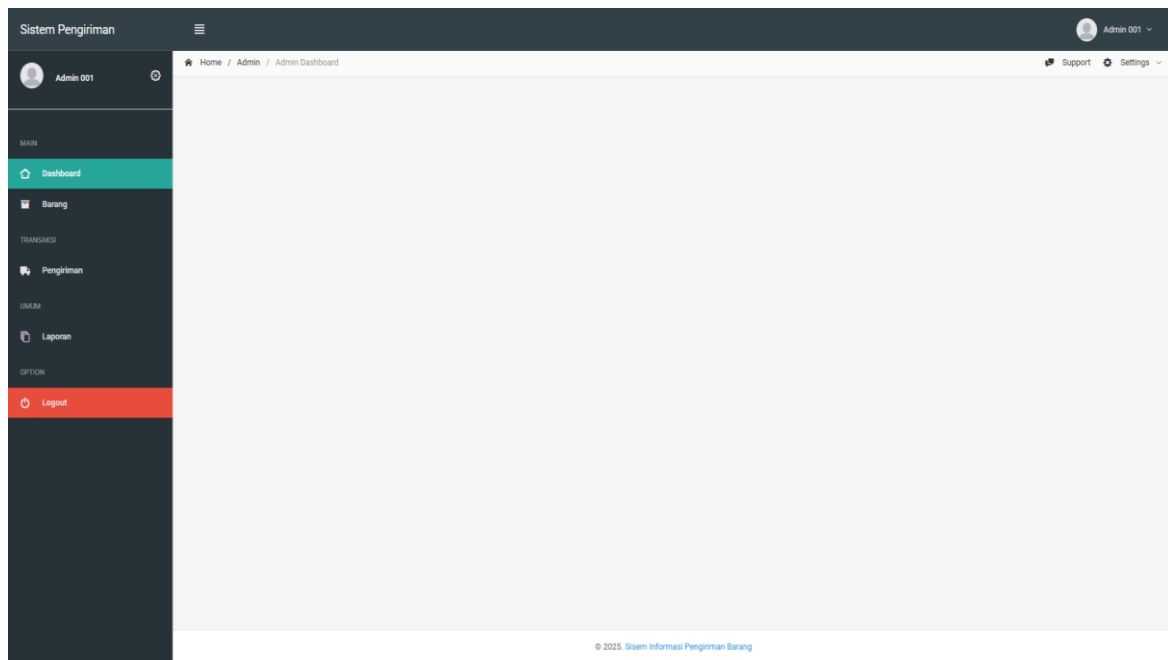 Sistem Pengiriman
Admin 001
Admin 001
Home / Admin / Admin Dashboard
Support Settings
MAIN
Dashboard
Barang
TRANSAKSI
Pengiriman
UMUM
Laporan
OPTION
Logout
© 2025. Sisem Informasi Pengiriman Barang